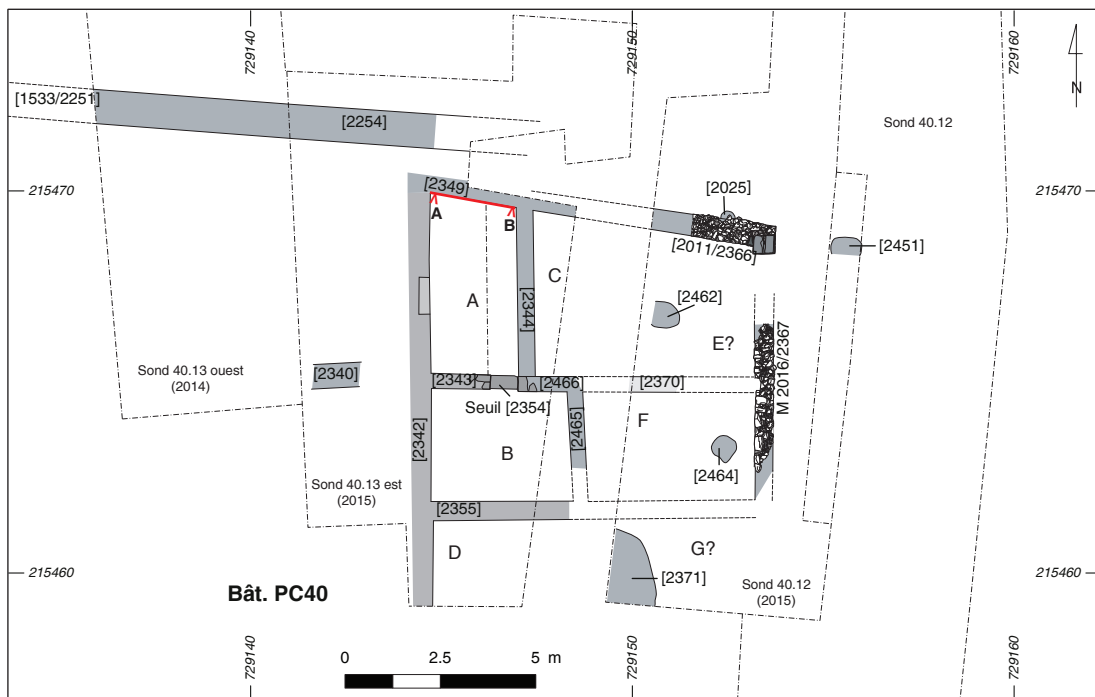 729140
729150
729160
N
[1533/2251]
[2254]
Sond 40.12
215470
[2349]
A
B
[2025]
215470
[2011/2366]
[2451]
C
A
[2344]
[2462]
E?
M 2016/2367
Sond 40.13 ouest
(2014)
[2340]
[2343]
[2466]
[2370]
Seuil [2354]
[2342]
[2465]
F
B
[2464]
Sond 40.13 est
(2015)
[2355]
D
G?
215460
[2371]
Sond 40.12
(2015)
215460
Bât. PC40
729140
729150
729160
0 2.5 5 m